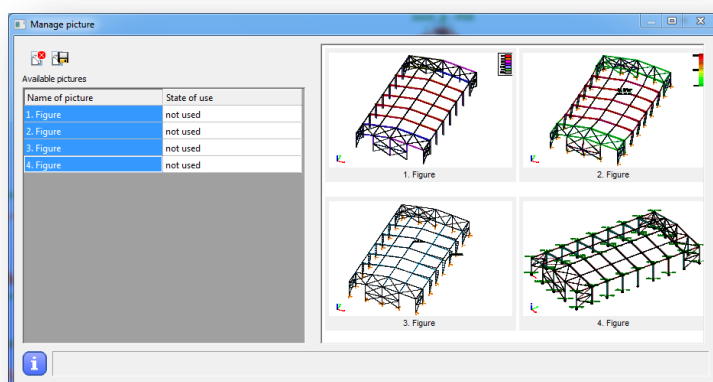 Manage picture
Available pictures
Name of picture State of use
1. Figure not used
2. Figure not used
3. Figure not used
4. Figure not used
1. Figure 2. Figure
3. Figure 4. Figure